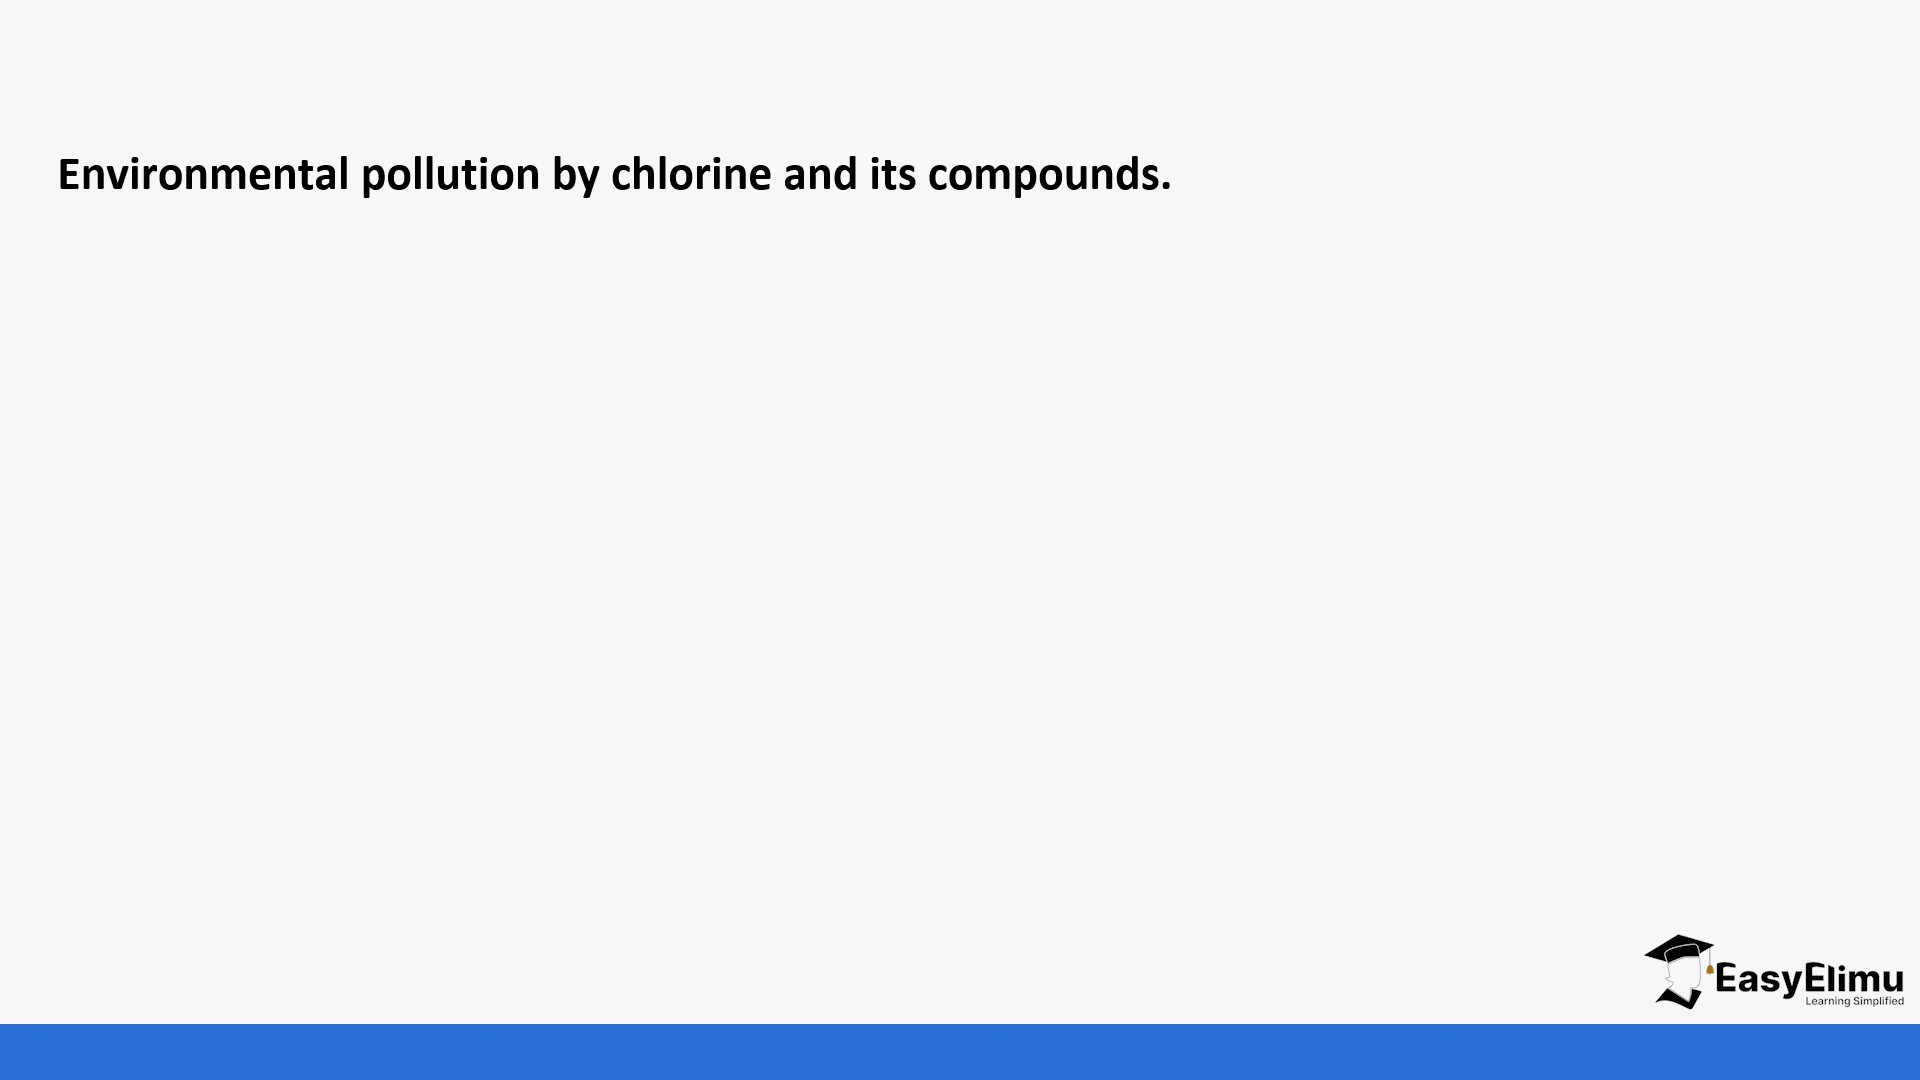 Environmental pollution by chlorine and its compounds.
EasyElimu
Learning Simplified